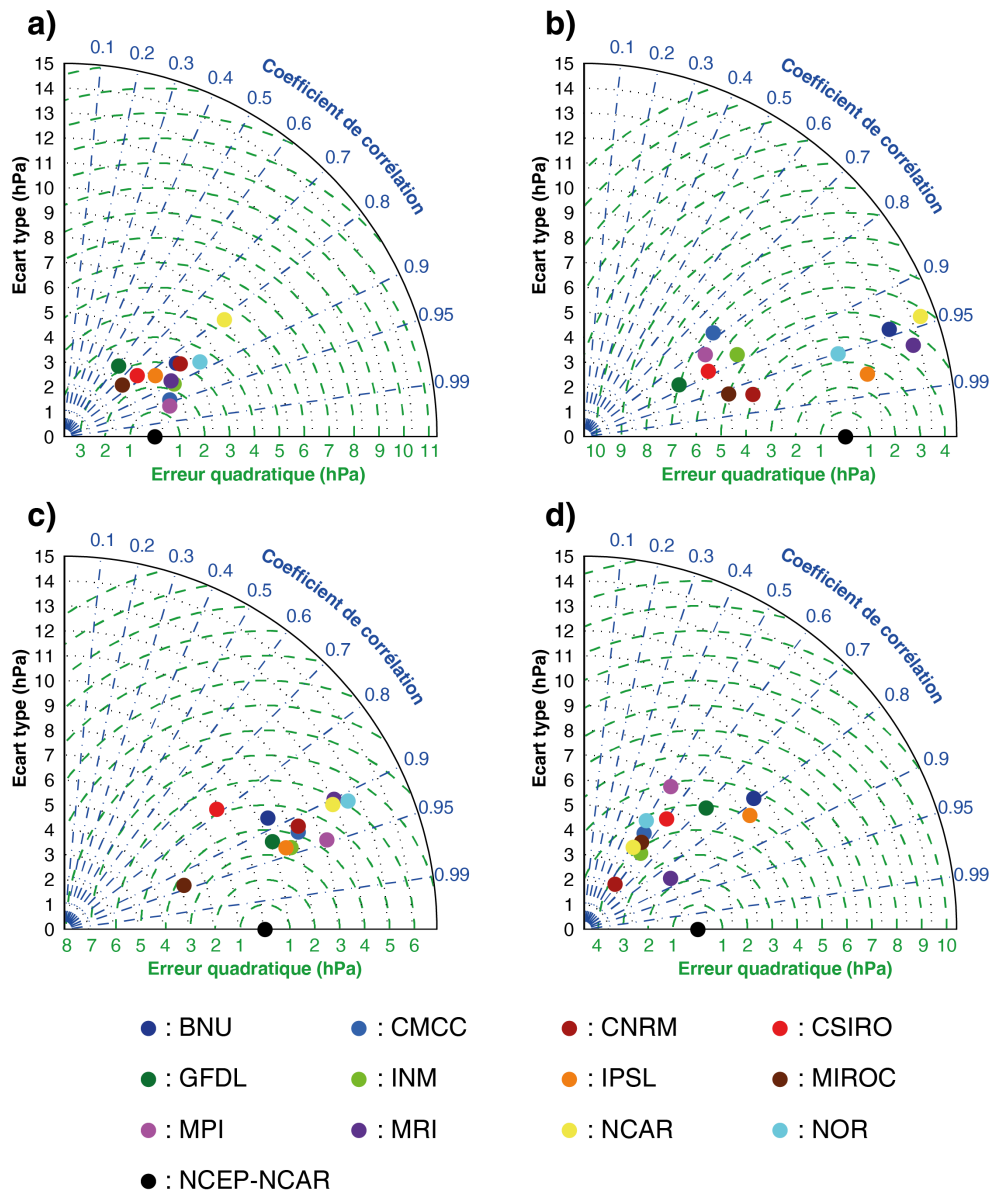 a)
0.1 0.2 0.3 0.4 0.5 0.6 0.7 0.8 0.9 0.95 0.99
Coefficient de corrélation
Ecart type (hPa)
15
14
13
12
11
10
9
8
7
6
5
4
3
2
1
0
3 2 1 1 2 3 4 5 6 7 8 9 10 11
Erreur quadratique (hPa)
b)
0.1 0.2 0.3 0.4 0.5 0.6 0.7 0.8 0.9 0.95 0.99
Coefficient de corrélation
Ecart type (hPa)
15
14
13
12
11
10
9
8
7
6
5
4
3
2
1
0
10 9 8 7 6 5 4 3 2 1 1 2 3 4
Erreur quadratique (hPa)
c)
0.1 0.2 0.3 0.4 0.5 0.6 0.7 0.8 0.9 0.95 0.99
Coefficient de corrélation
Ecart type (hPa)
15
14
13
12
11
10
9
8
7
6
5
4
3
2
1
0
8 7 6 5 4 3 2 1 1 2 3 4 5 6
Erreur quadratique (hPa)
d)
0.1 0.2 0.3 0.4 0.5 0.6 0.7 0.8 0.9 0.95 0.99
Coefficient de corrélation
Ecart type (hPa)
15
14
13
12
11
10
9
8
7
6
5
4
3
2
1
0
4 3 2 1 1 2 3 4 5 6 7 8 9 10
Erreur quadratique (hPa)
: BNU : CMCC : CNRM : CSIRO
: GFDL : INM : IPSL : MIROC
: MPI : MRI : NCAR : NOR
: NCEP-NCAR